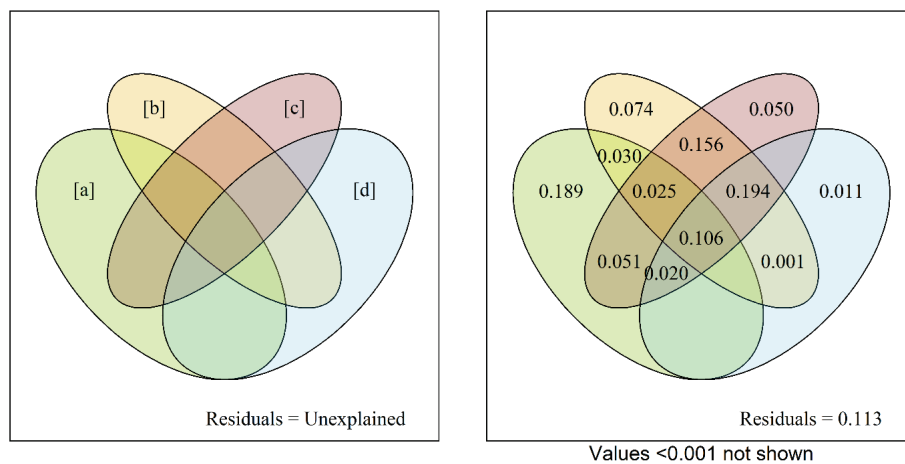 [b]
[c]
[a]
[d]
Residuals = Unexplained
0.074
0.050
0.156
0.030
0.189
0.025
0.194
0.011
0.106
0.051
0.020
0.001
Residuals = 0.113
Values <0.001 not shown